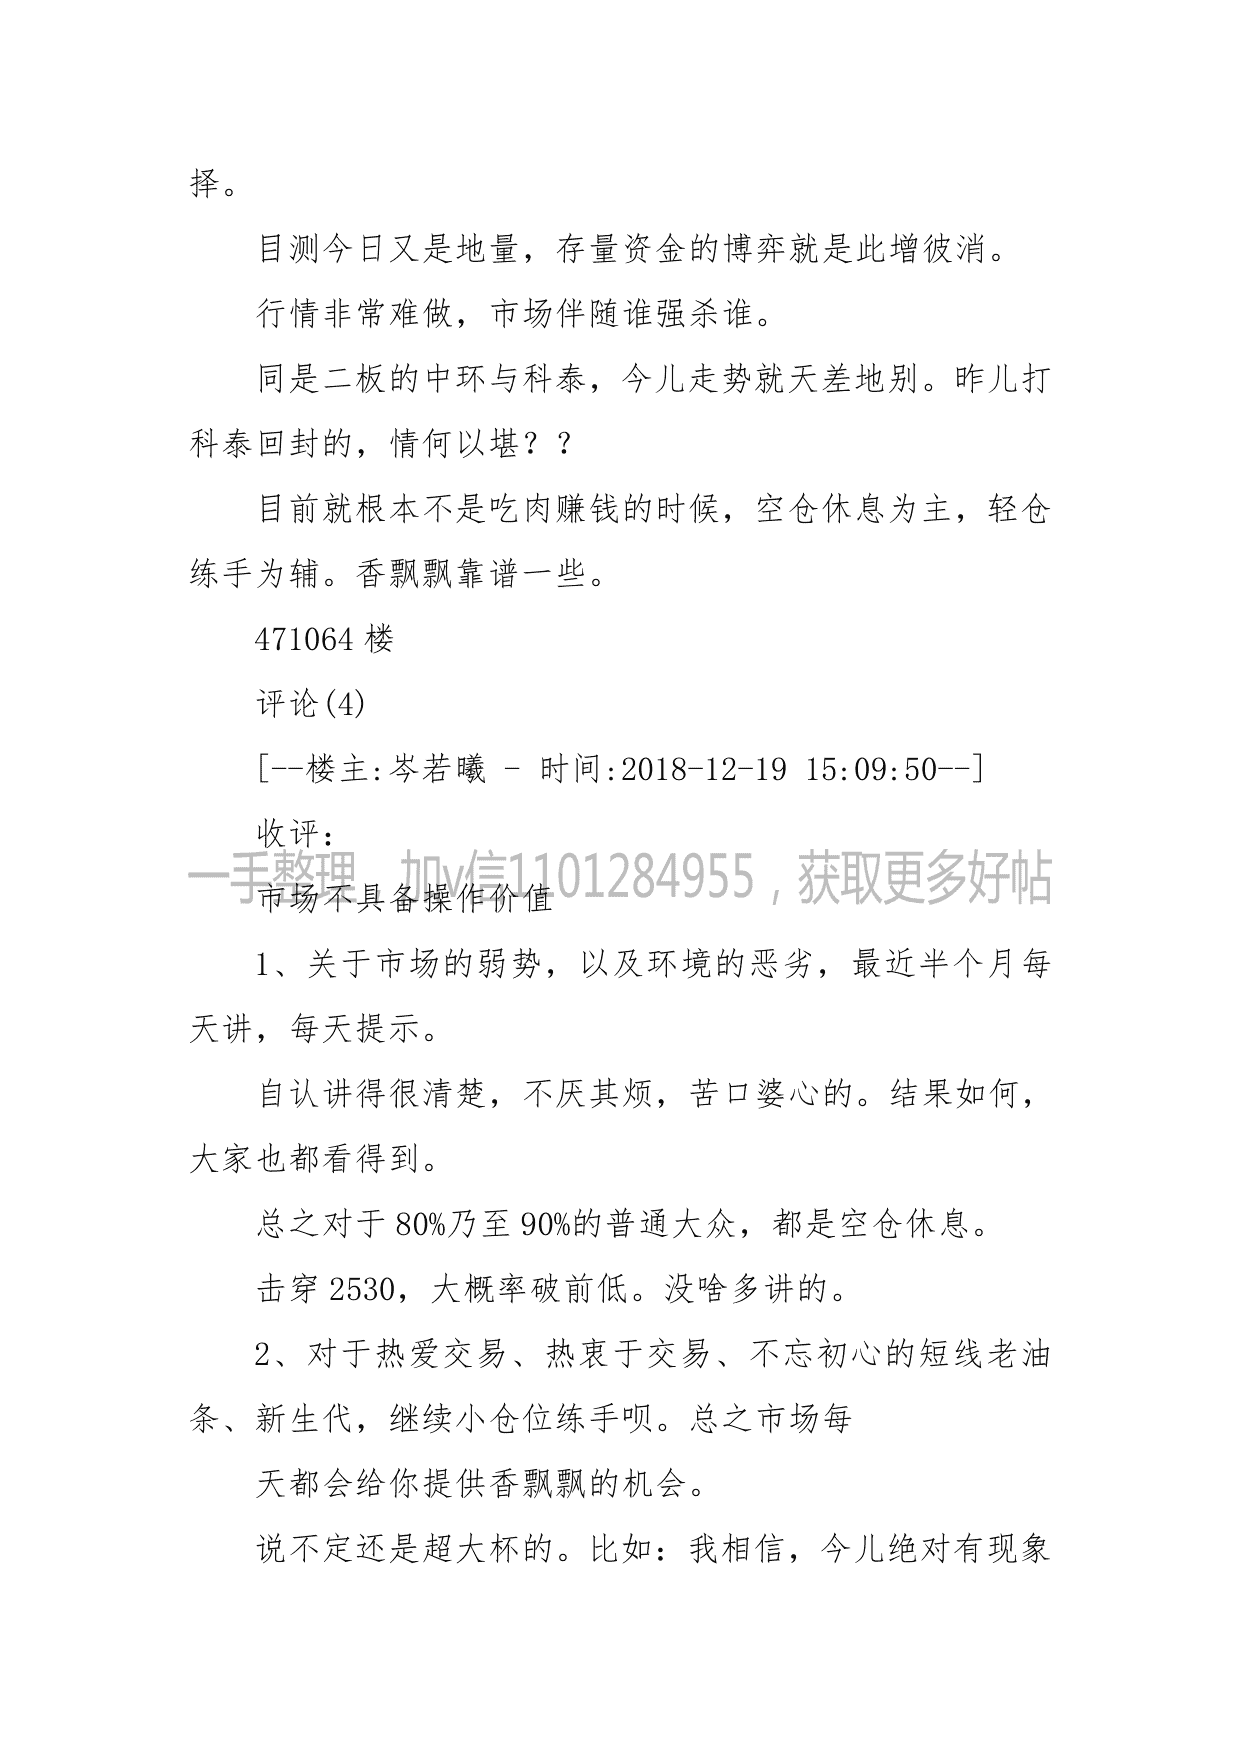 择。
目测今日又是地量，存量资金的博弈就是此增彼消。
行情非常难做，市场伴随谁强杀谁。
同是二板的中环与科泰，今儿走势就天差地别。昨儿打
科泰回封的，情何以堪？？
目前就根本不是吃肉赚钱的时候，空仓休息为主，轻仓
练手为辅。香飘飘靠谱一些。
471064 楼
评论(4)
[--楼主:岑若曦 - 时间:2018-12-19 15:09:50--]
收评：
一手整理，加v信1101284955，获取更多好帖
市场不具备操作价值
1、关于市场的弱势，以及环境的恶劣，最近半个月每
天讲，每天提示。
自认讲得很清楚，不厌其烦，苦口婆心的。结果如何，
大家也都看得到。
总之对于 80%乃至 90%的普通大众，都是空仓休息。
击穿 2530，大概率破前低。没啥多讲的。
2、对于热爱交易、热衷于交易、不忘初心的短线老油
条、新生代，继续小仓位练手呗。总之市场每
天都会给你提供香飘飘的机会。
说不定还是超大杯的。比如：我相信，今儿绝对有现象